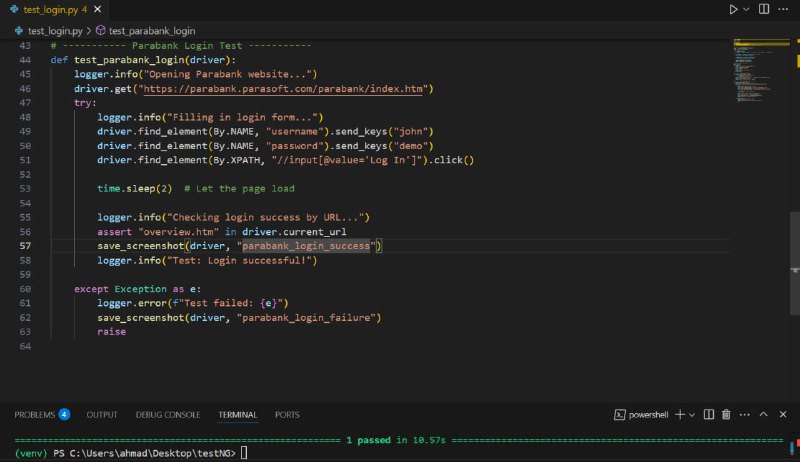 test_login.py 4
test_login.py > test_parabank_login
43 # ----------- Parabank Login Test -----------
44 def test_parabank_login(driver):
45 logger.info("Opening Parabank website...")
46 driver.get("https://parabank.parasoft.com/parabank/index.htm")
47 try:
48 logger.info("Filling in login form...")
49 driver.find_element(By.NAME, "username").send_keys("john")
50 driver.find_element(By.NAME, "password").send_keys("demo")
51 driver.find_element(By.XPATH, "//input[@value='Log In']").click()
52
53 time.sleep(2)  # Let the page load
54
55 logger.info("Checking login success by URL...")
56 assert "overview.htm" in driver.current_url
57 save_screenshot(driver, "parabank_login_success")
58 logger.info("Test: Login successful!")
59
60 except Exception as e:
61 logger.error(f"Test failed: {e}")
62 save_screenshot(driver, "parabank_login_failure")
63 raise
64
PROBLEMS 4 OUTPUT DEBUG CONSOLE TERMINAL PORTS powershell
1 passed in 10.57s
(venv) PS C:\Users\ahmad\Desktop\testNG>